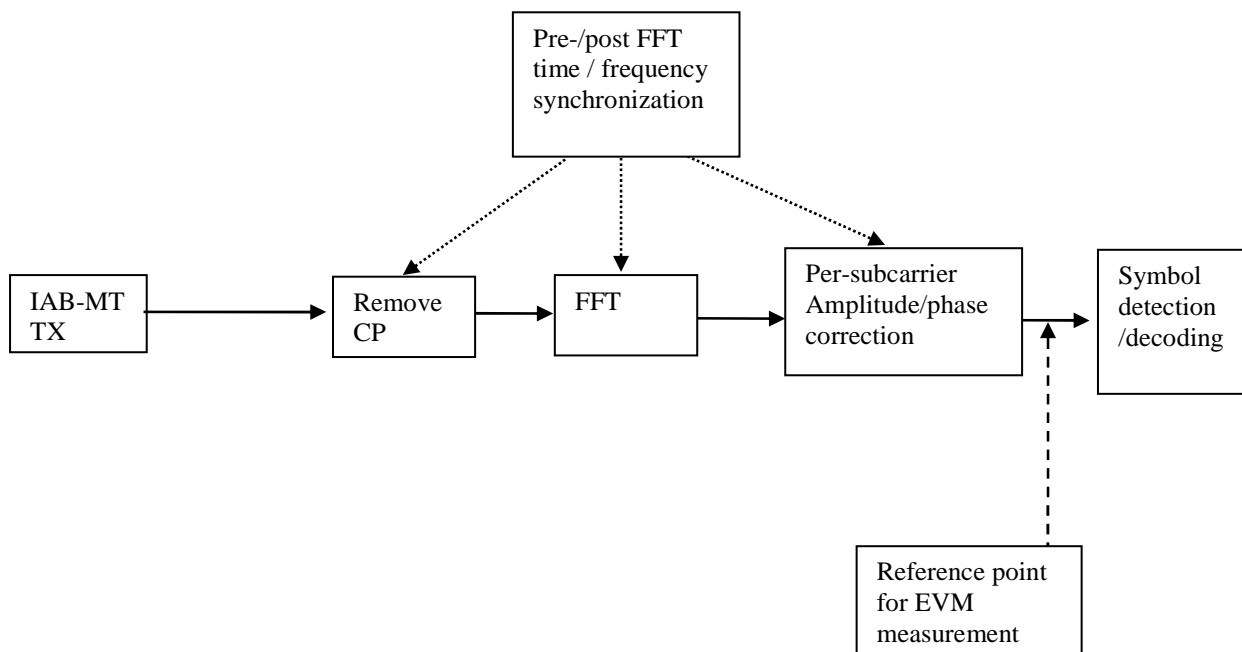 Pre-/post FFT
time / frequency
synchronization
IAB-MT
TX
Remove
CP
FFT
Per-subcarrier
Amplitude/phase
correction
Symbol
detection
/decoding
Reference point
for EVM
measurement